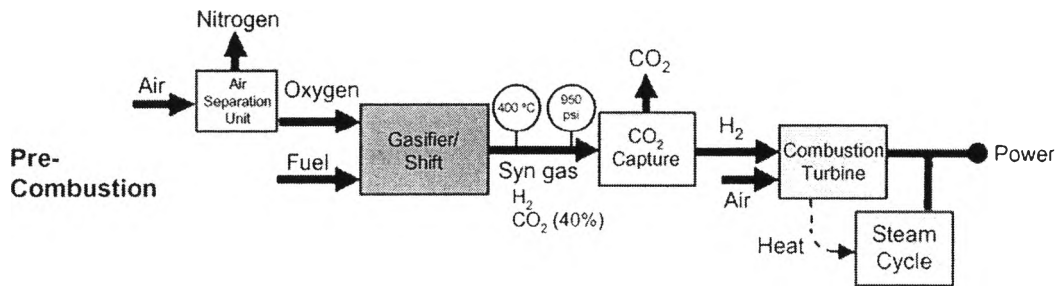 Nitrogen
CO₂
Air
Air
Separation
Unit
Oxygen
400 ºC
950
psi
Gasifier/
Shift
CO₂
Capture
H₂
Combustion
Turbine
Power
Pre-
Combustion
Fuel
Syn gas
H₂
CO₂ (40%)
Air
Heat
Steam
Cycle